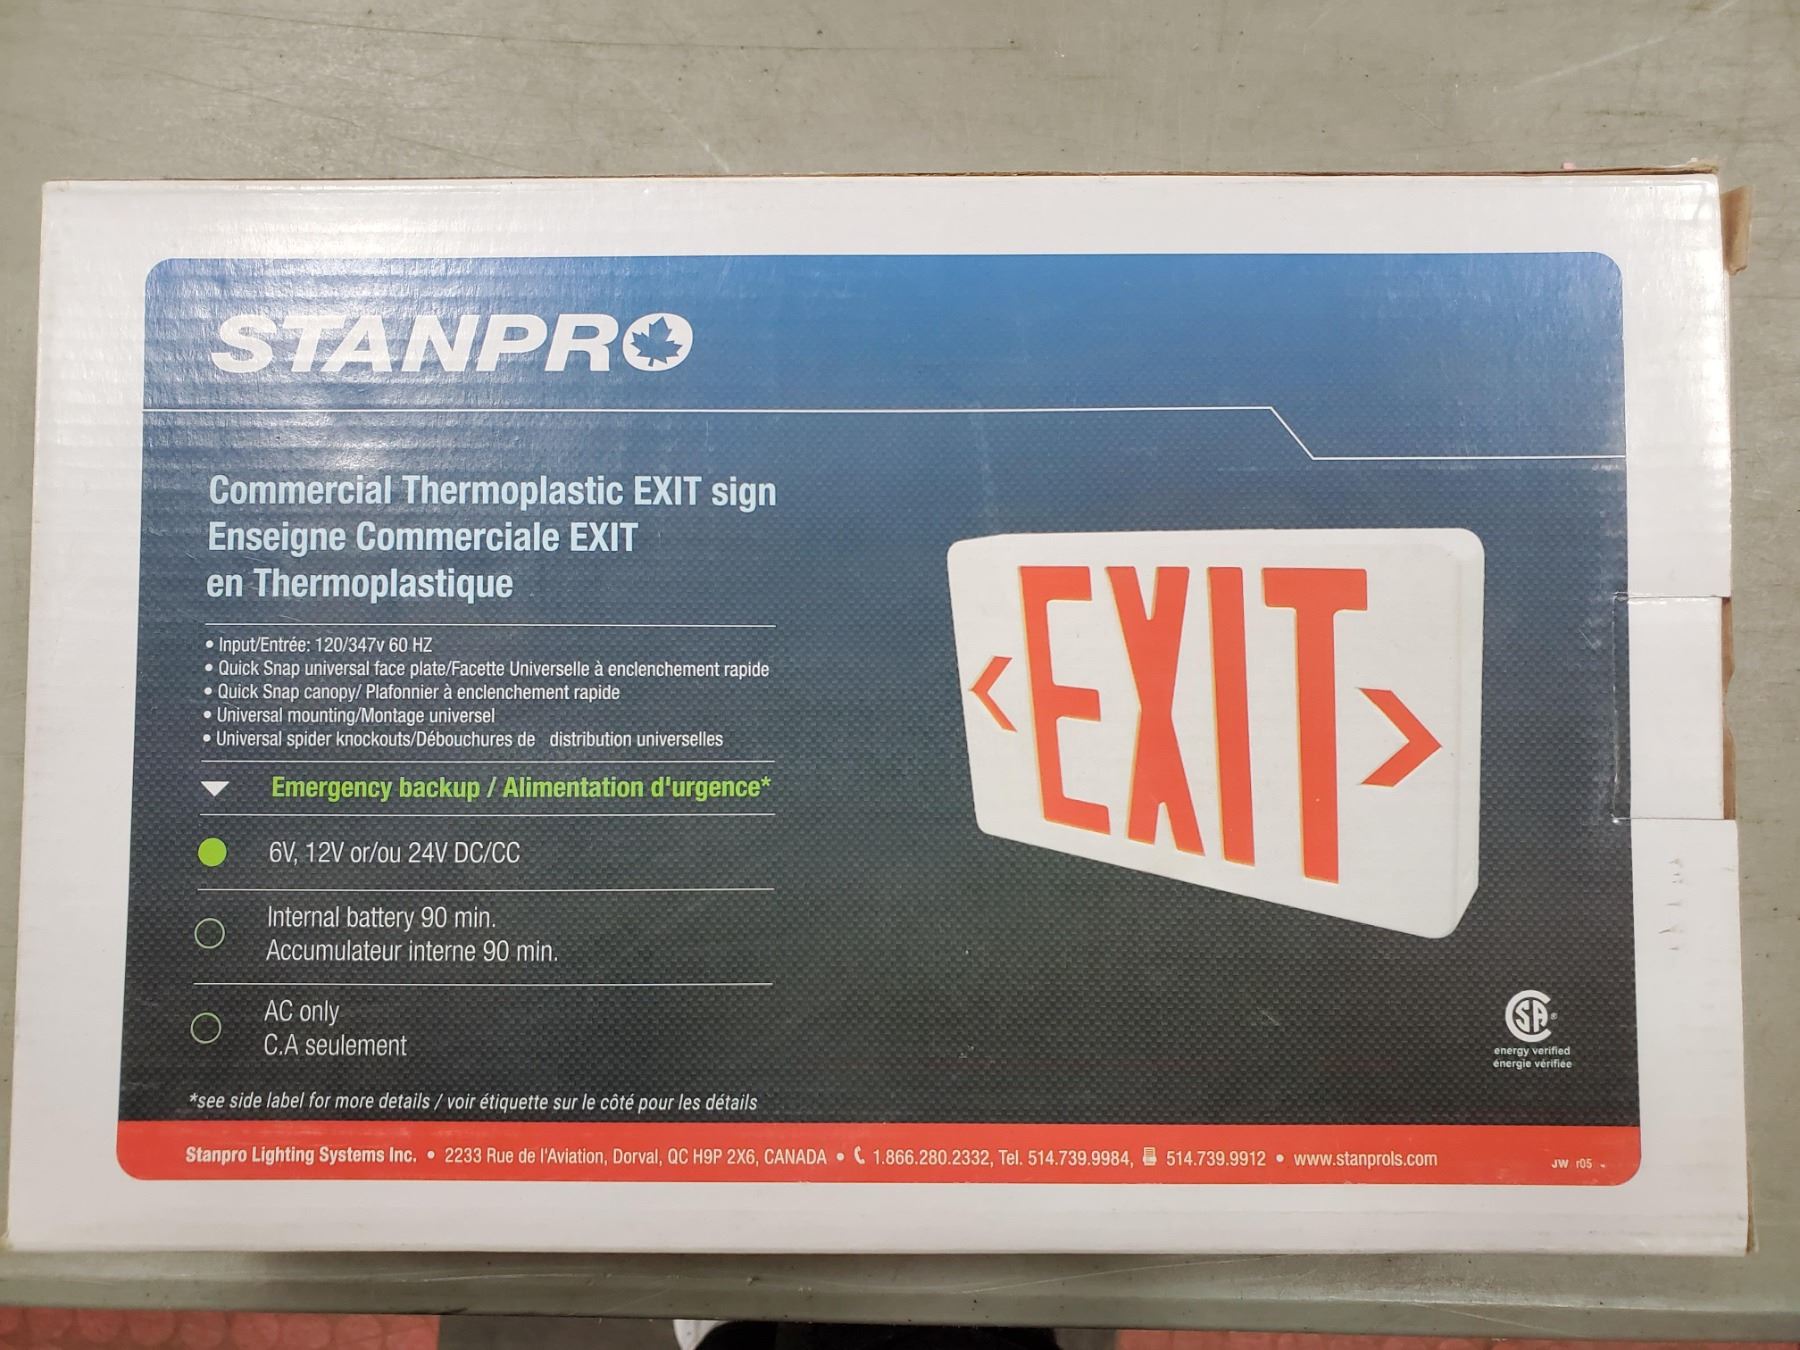 STANPRO
Commercial Thermoplastic EXIT sign
Enseigne Commerciale EXIT
en Thermoplastique
• Input/Entrée: 120/347v 60 HZ
• Quick Snap universal face plate/Facette Universelle à enclenchement rapide
• Quick Snap canopy/ Plafonnier à enclenchement rapide
• Universal mounting/Montage universel
• Universal spider knockouts/Débouchures de distribution universelles
Emergency backup / Alimentation d'urgence*
6V, 12V or/ou 24V DC/CC
Internal battery 90 min.
Accumulateur interne 90 min.
AC only
C.A seulement
*see side label for more details / voir étiquette sur le côté pour les détails
<EXIT>
CSA®
energy verified
énergie vérifiée
Stanpro Lighting Systems Inc. • 2233 Rue de l'Aviation, Dorval, QC H9P 2X6, CANADA • 1.866.280.2332, Tel. 514.739.9984, 514.739.9912 • www.stanprols.com
JW r05